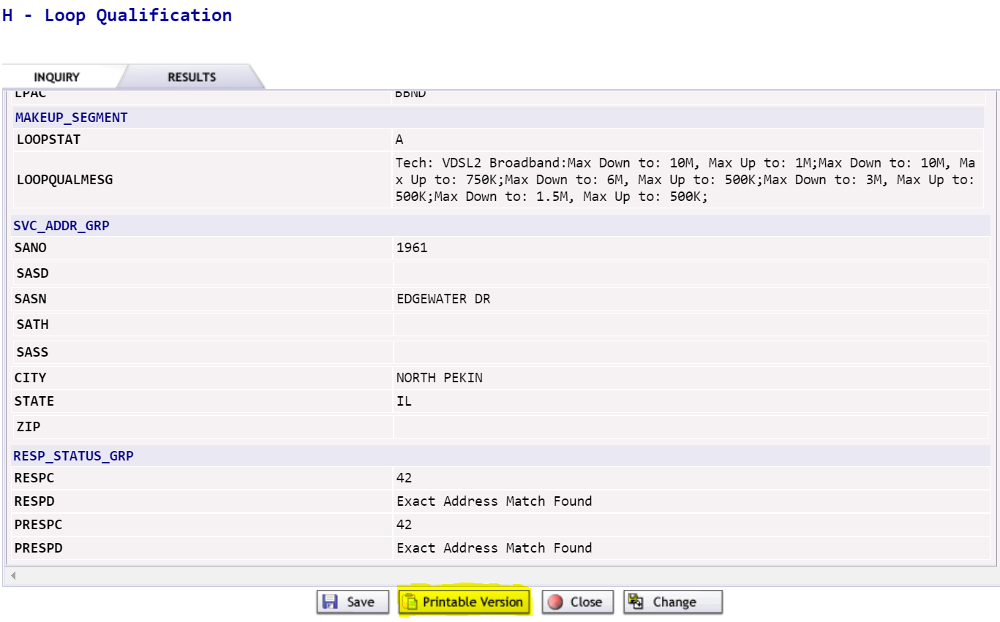 H - Loop Qualification
INQUIRY RESULTS
LPAC BBND
MAKEUP_SEGMENT
LOOPSTAT A
LOOPQUALMESG Tech: VDSL2 Broadband:Max Down to: 10M, Max Up to: 1M;Max Down to: 10M, Ma
x Up to: 750K;Max Down to: 6M, Max Up to: 500K;Max Down to: 3M, Max Up to:
500K;Max Down to: 1.5M, Max Up to: 500K;
SVC_ADDR_GRP
SANO 1961
SASD
SASN EDGEWATER DR
SATH
SASS
CITY NORTH PEKIN
STATE IL
ZIP
RESP_STATUS_GRP
RESPC 42
RESPD Exact Address Match Found
PRESPC 42
PRESPD Exact Address Match Found
Save Printable Version Close Change